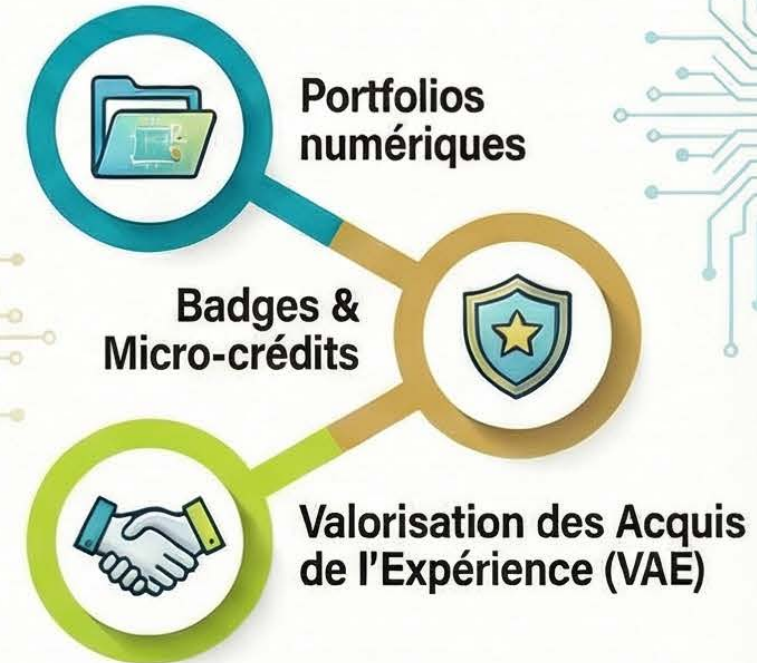 Portfolios
numériques
Badges &
Micro-crédits
Valorisation des Acquis
de l'Expérience (VAE)